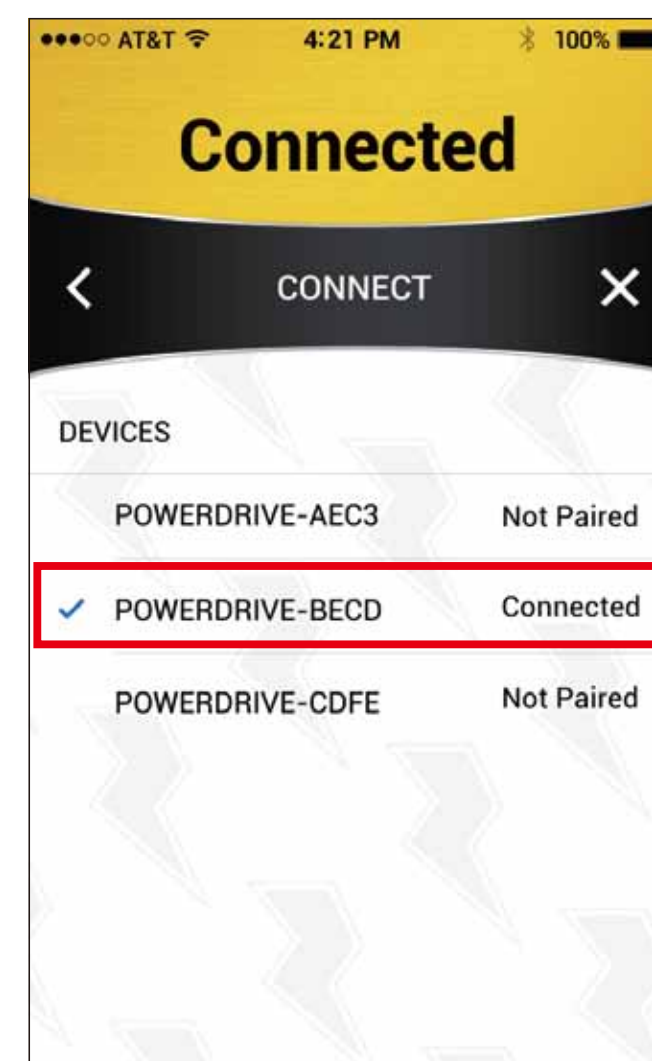 AT&T 4:21 PM 100%
Connected
CONNECT
DEVICES
POWERDRIVE-AEC3 Not Paired
POWERDRIVE-BECD Connected
POWERDRIVE-CDFE Not Paired